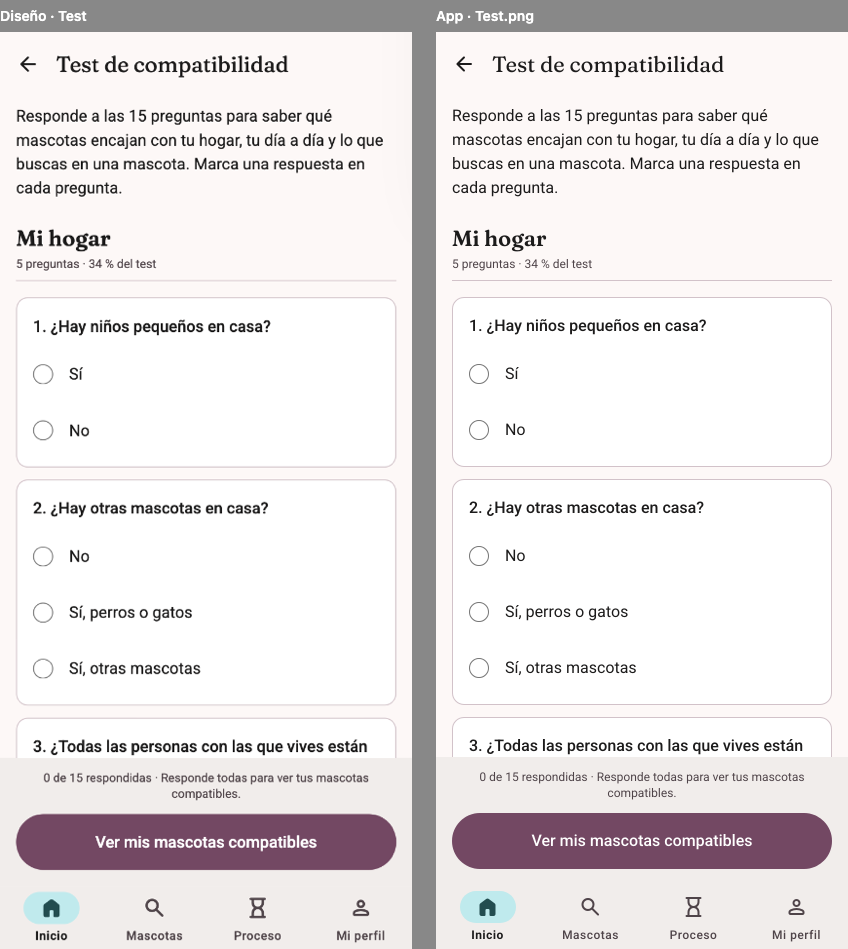 Diseño · Test
Test de compatibilidad
Responde a las 15 preguntas para saber qué
mascotas encajan con tu hogar, tu día a día y lo que
buscas en una mascota. Marca una respuesta en
cada pregunta.
Mi hogar
5 preguntas · 34 % del test
1. ¿Hay niños pequeños en casa?
Sí
No
2. ¿Hay otras mascotas en casa?
No
Sí, perros o gatos
Sí, otras mascotas
3. ¿Todas las personas con las que vives están
0 de 15 respondidas · Responde todas para ver tus mascotas
compatibles.
Ver mis mascotas compatibles
Inicio Mascotas Proceso Mi perfil
App · Test.png
Test de compatibilidad
Responde a las 15 preguntas para saber qué
mascotas encajan con tu hogar, tu día a día y lo que
buscas en una mascota. Marca una respuesta en
cada pregunta.
Mi hogar
5 preguntas · 34 % del test
1. ¿Hay niños pequeños en casa?
Sí
No
2. ¿Hay otras mascotas en casa?
No
Sí, perros o gatos
Sí, otras mascotas
3. ¿Todas las personas con las que vives están
0 de 15 respondidas · Responde todas para ver tus mascotas
compatibles.
Ver mis mascotas compatibles
Inicio Mascotas Proceso Mi perfil